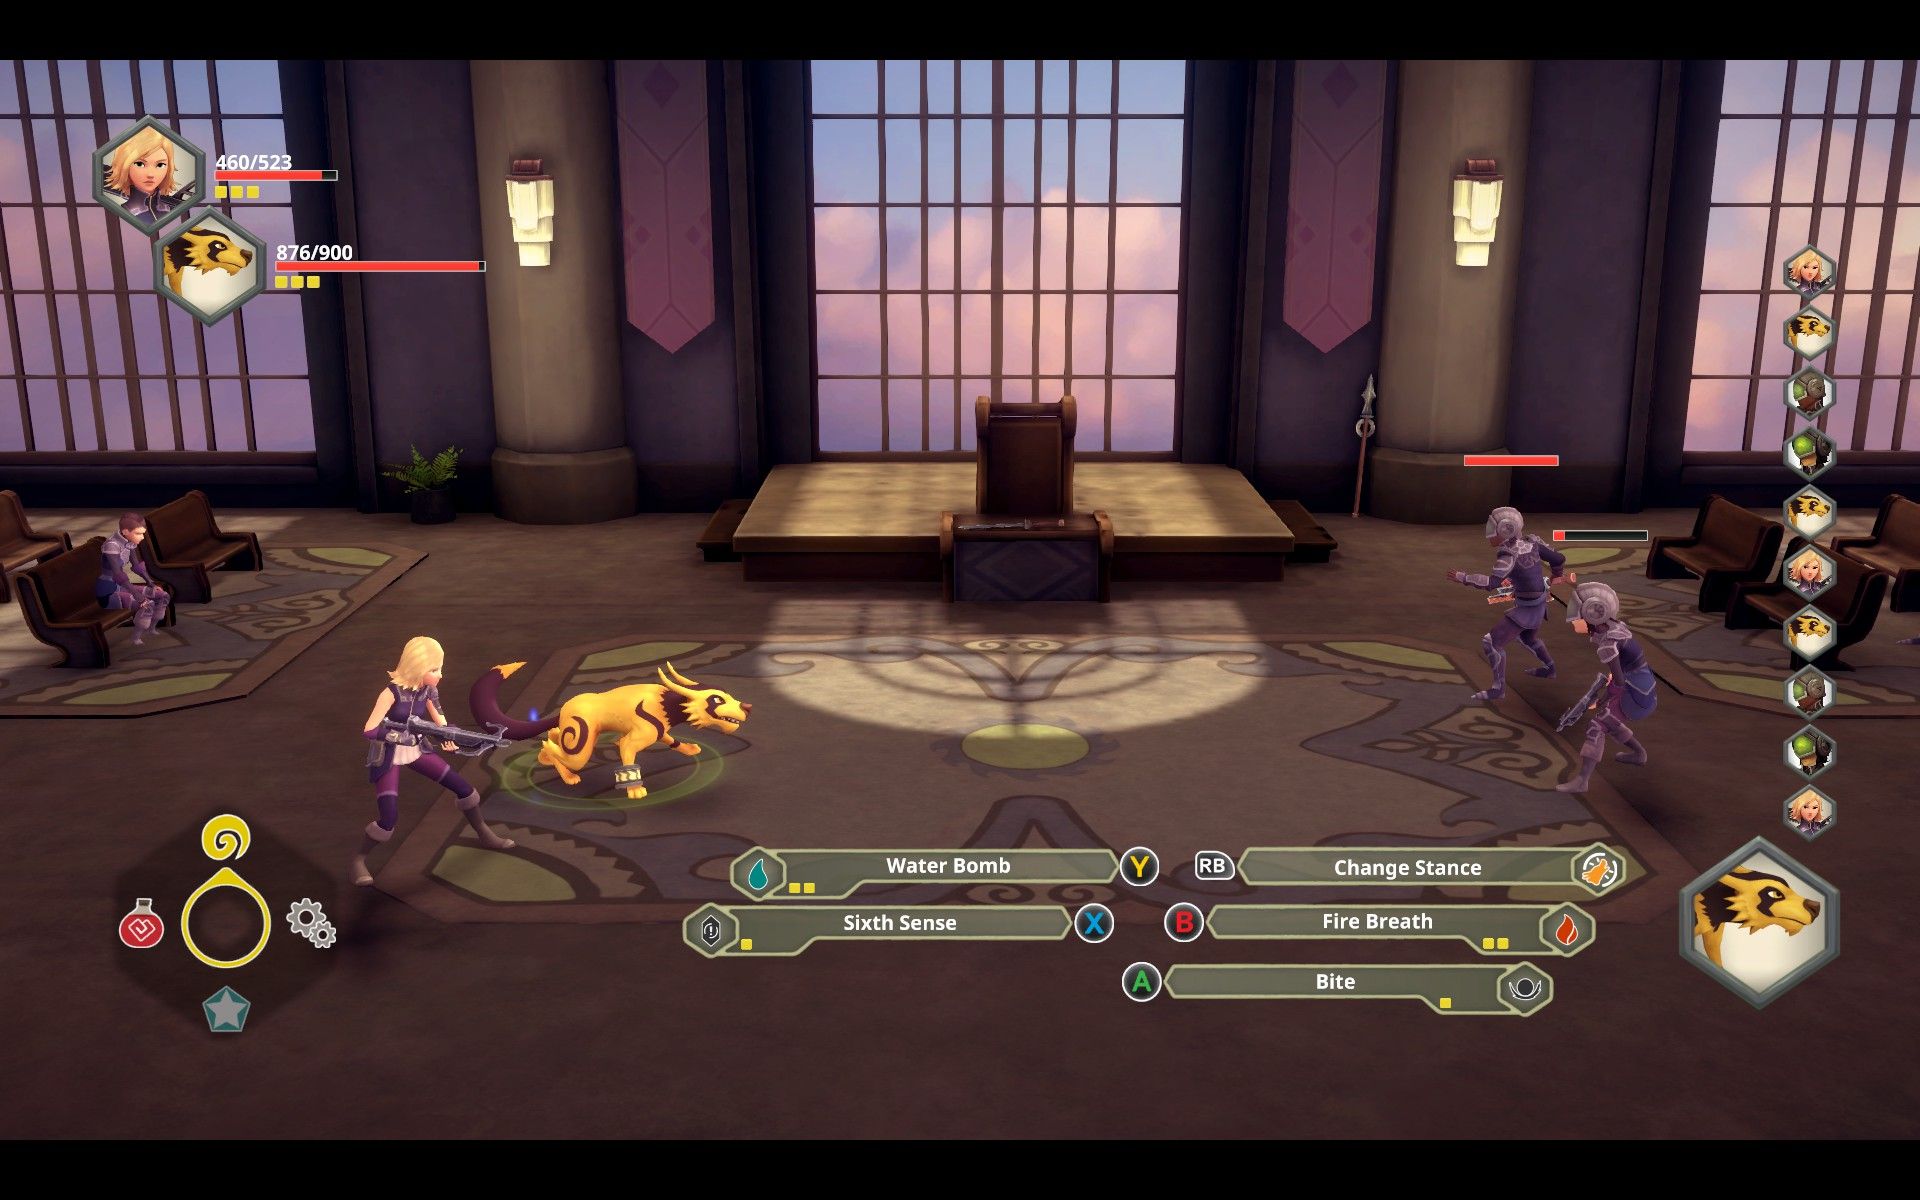 460/523
876/900
Water Bomb
Y
RB
Change Stance
Sixth Sense
X
B
Fire Breath
A
Bite